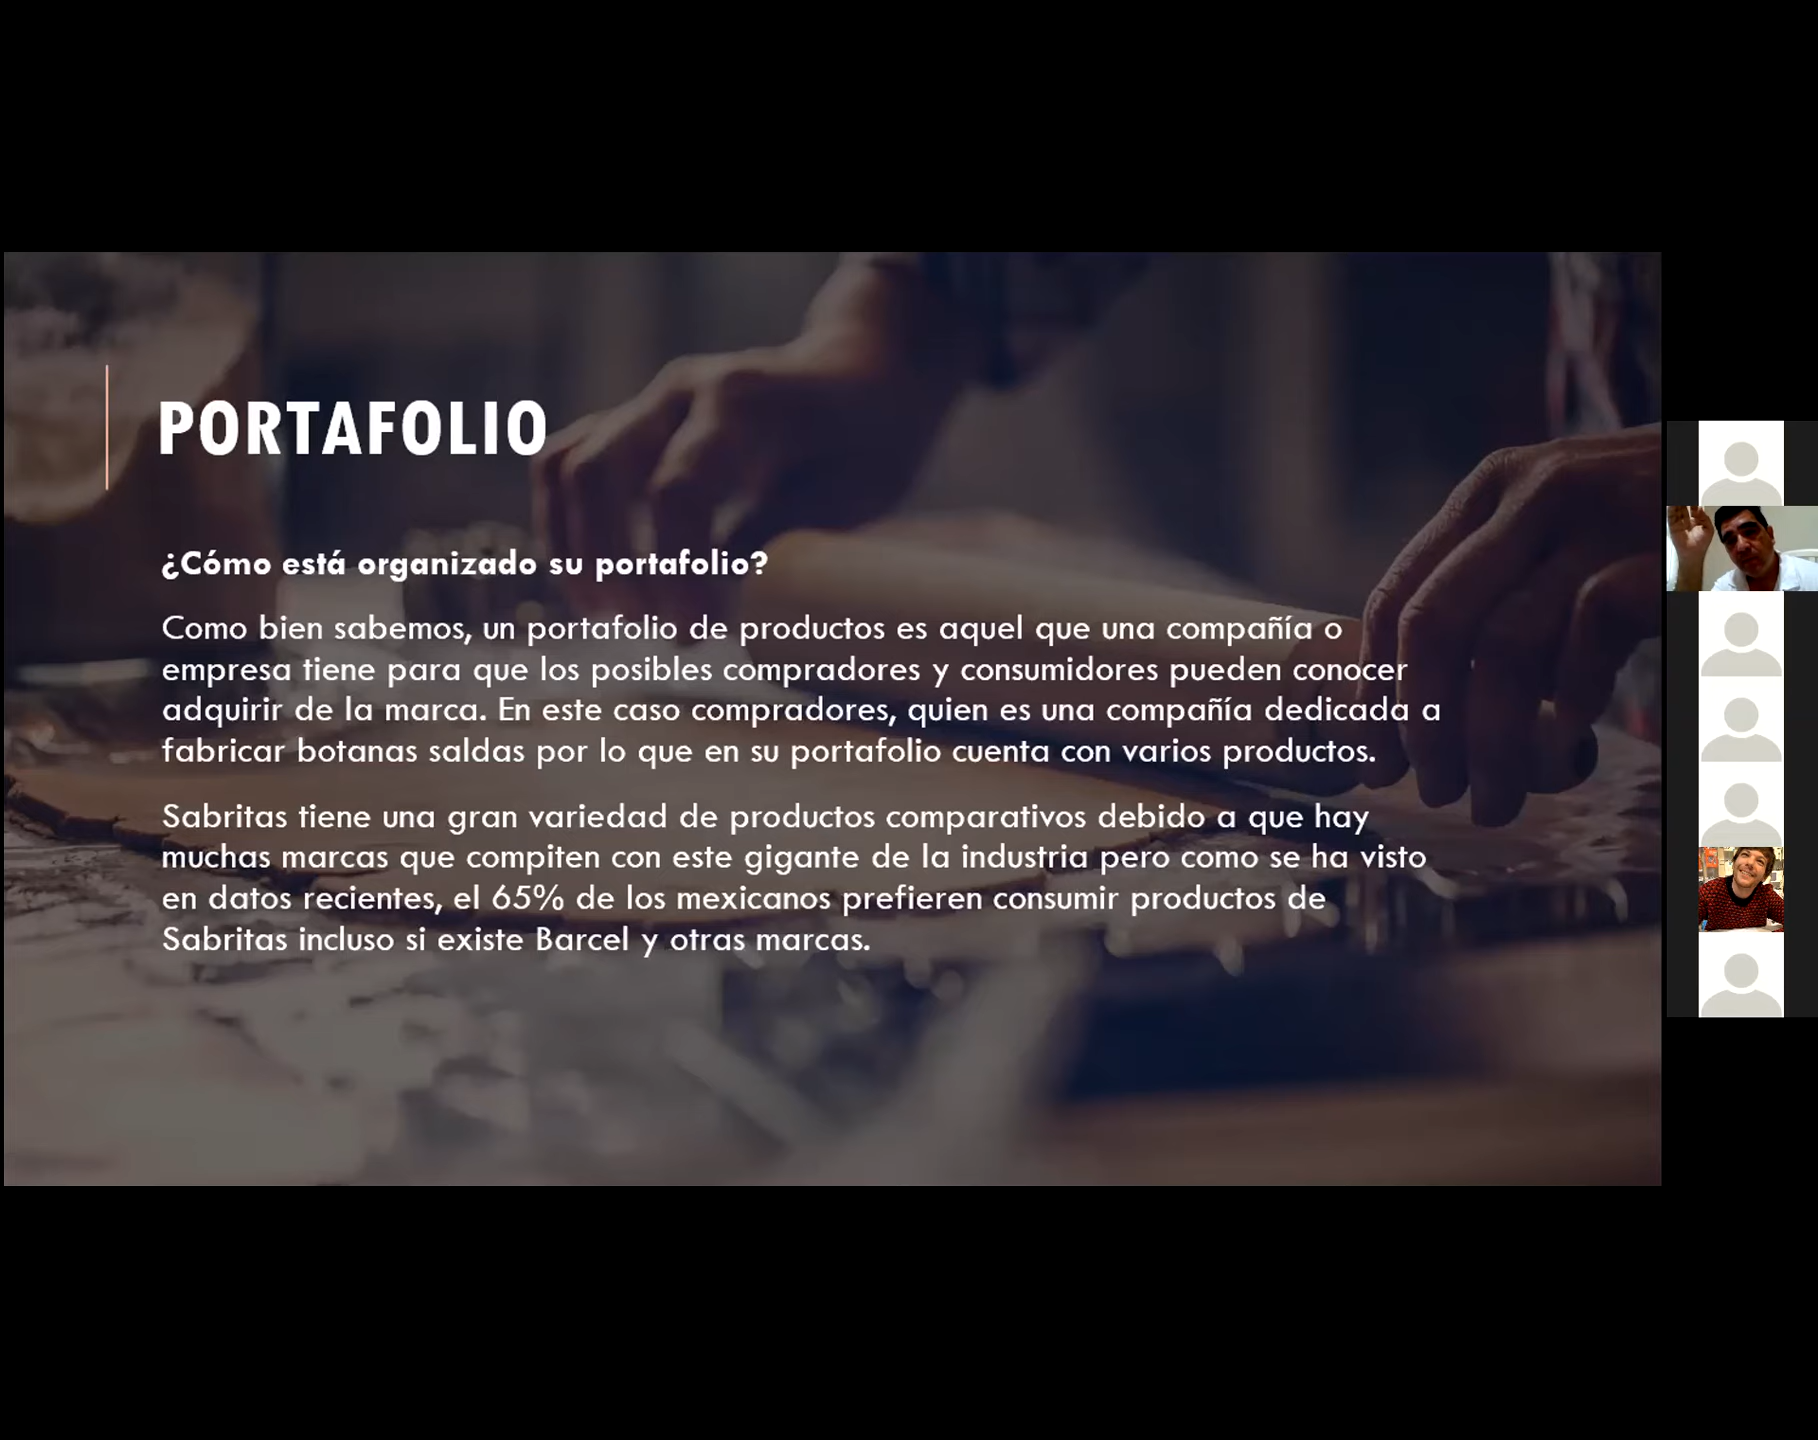 PORTAFOLIO
¿Cómo está organizado su portafolio?
Como bien sabemos, un portafolio de productos es aquel que una compañía o
empresa tiene para que los posibles compradores y consumidores pueden conocer
adquirir de la marca. En este caso compradores, quien es una compañía dedicada a
fabricar botanas saldas por lo que en su portafolio cuenta con varios productos.
Sabritas tiene una gran variedad de productos comparativos debido a que hay
muchas marcas que compiten con este gigante de la industria pero como se ha visto
en datos recientes, el 65% de los mexicanos prefieren consumir productos de
Sabritas incluso si existe Barcel y otras marcas.